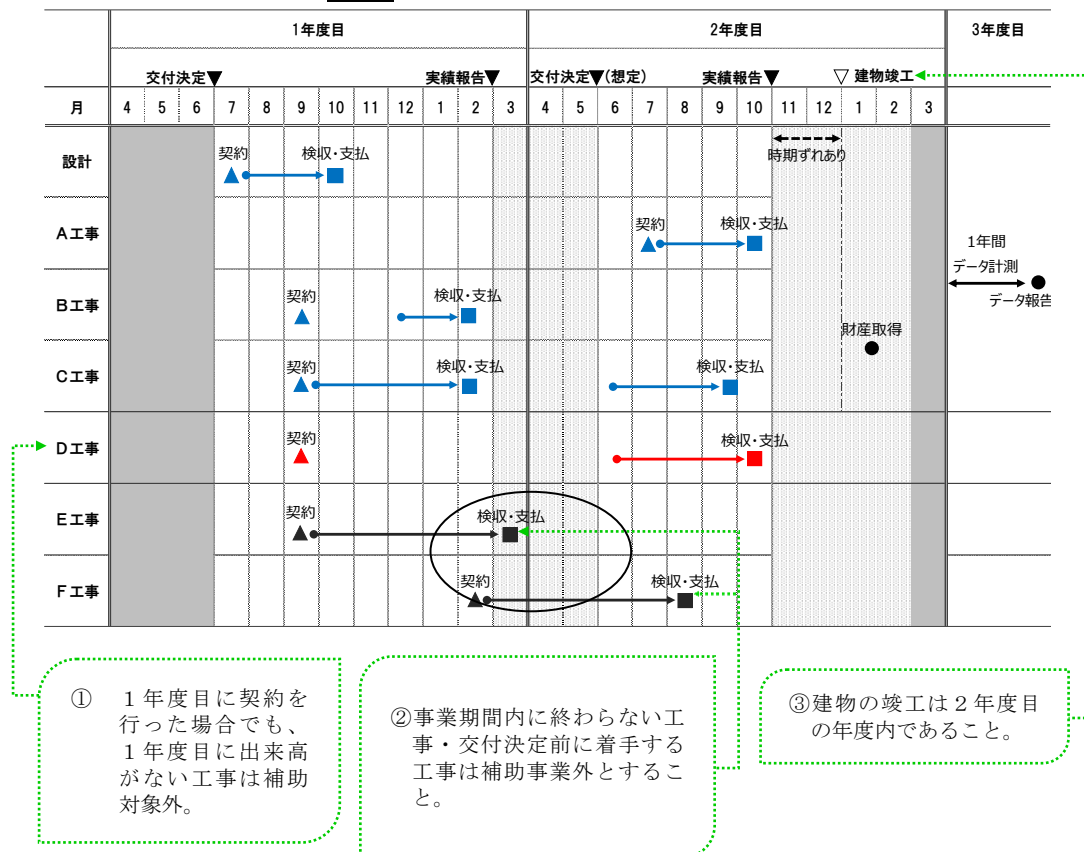 1年度目 2年度目 3年度目
交付決定▼ 実績報告▼ 交付決定▼(想定) 実績報告▼ ▽ 建物竣工
月 4 5 6 7 8 9 10 11 12 1 2 3 4 5 6 7 8 9 10 11 12 1 2 3
設計 契約 検収・支払 時期ずれあり
A工事 契約 検収・支払
1年間
データ計測
データ報告
B工事 契約 検収・支払
財産取得
C工事 契約 検収・支払 検収・支払
D工事 契約 検収・支払
E工事 契約 検収・支払
F工事 契約 検収・支払
① 1年度目に契約を
行った場合でも、
1年度目に出来高
がない工事は補助
対象外。
②事業期間内に終わらない工
事・交付決定前に着手する
工事は補助事業外とするこ
と。
③建物の竣工は2年度目
の年度内であること。